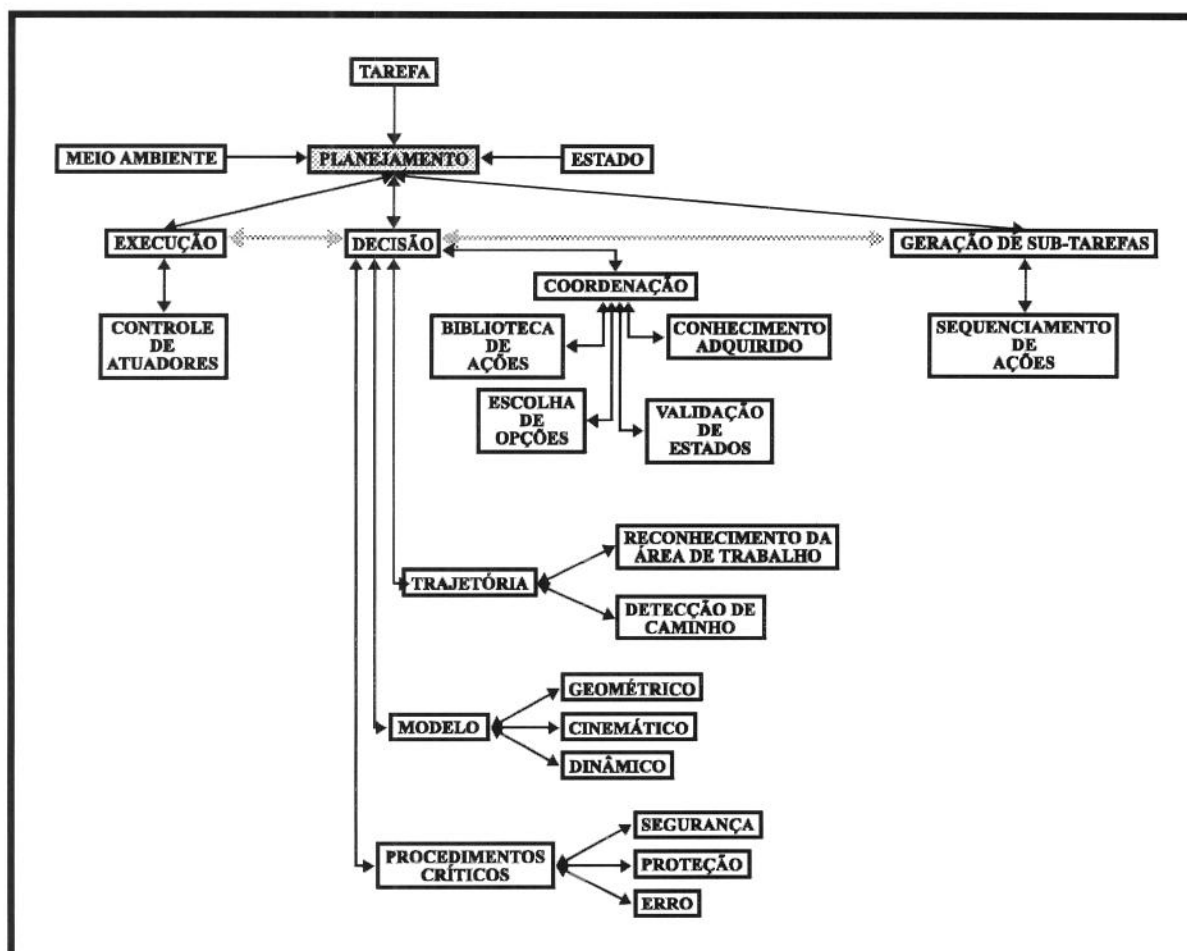 TAREFA
MEIO AMBIENTE
PLANEJAMENTO
ESTADO
EXECUÇÃO
DECISÃO
GERAÇÃO DE SUB-TAREFAS
COORDENAÇÃO
CONTROLE
DE
ATUADORES
BIBLIOTECA
DE
AÇÕES
CONHECIMENTO
ADQUIRIDO
SEQUENCIAMENTO
DE
AÇÕES
ESCOLHA
DE
OPÇÕES
VALIDAÇÃO
DE
ESTADOS
RECONHECIMENTO DA
ÁREA DE TRABALHO
TRAJETÓRIA
DETECÇÃO DE
CAMINHO
GEOMÉTRICO
MODELO
CINEMÁTICO
DINÂMICO
SEGURANÇA
PROCEDIMENTOS
CRÍTICOS
PROTEÇÃO
ERRO